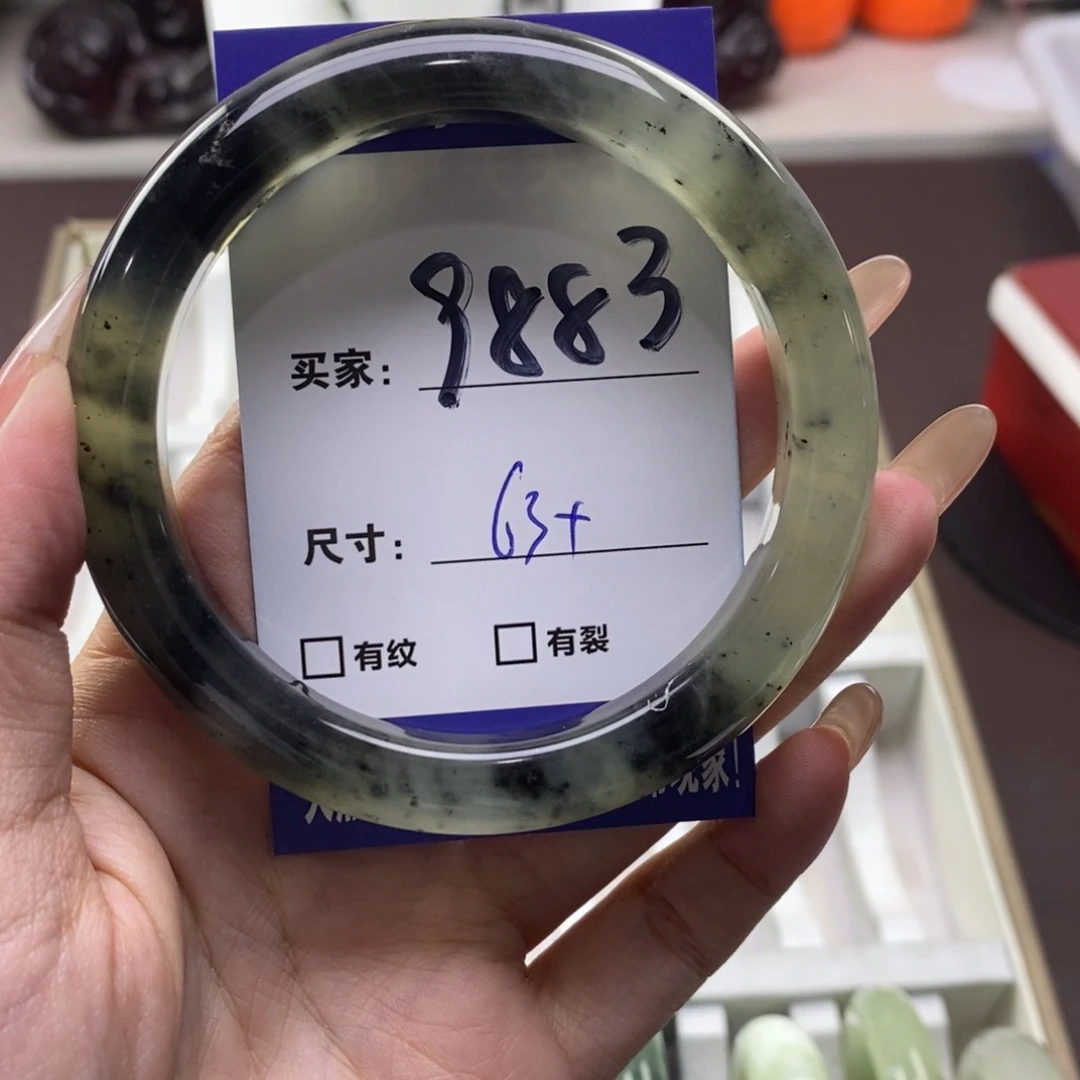 买家： 9883
尺寸： 63+
□有纹 □有裂